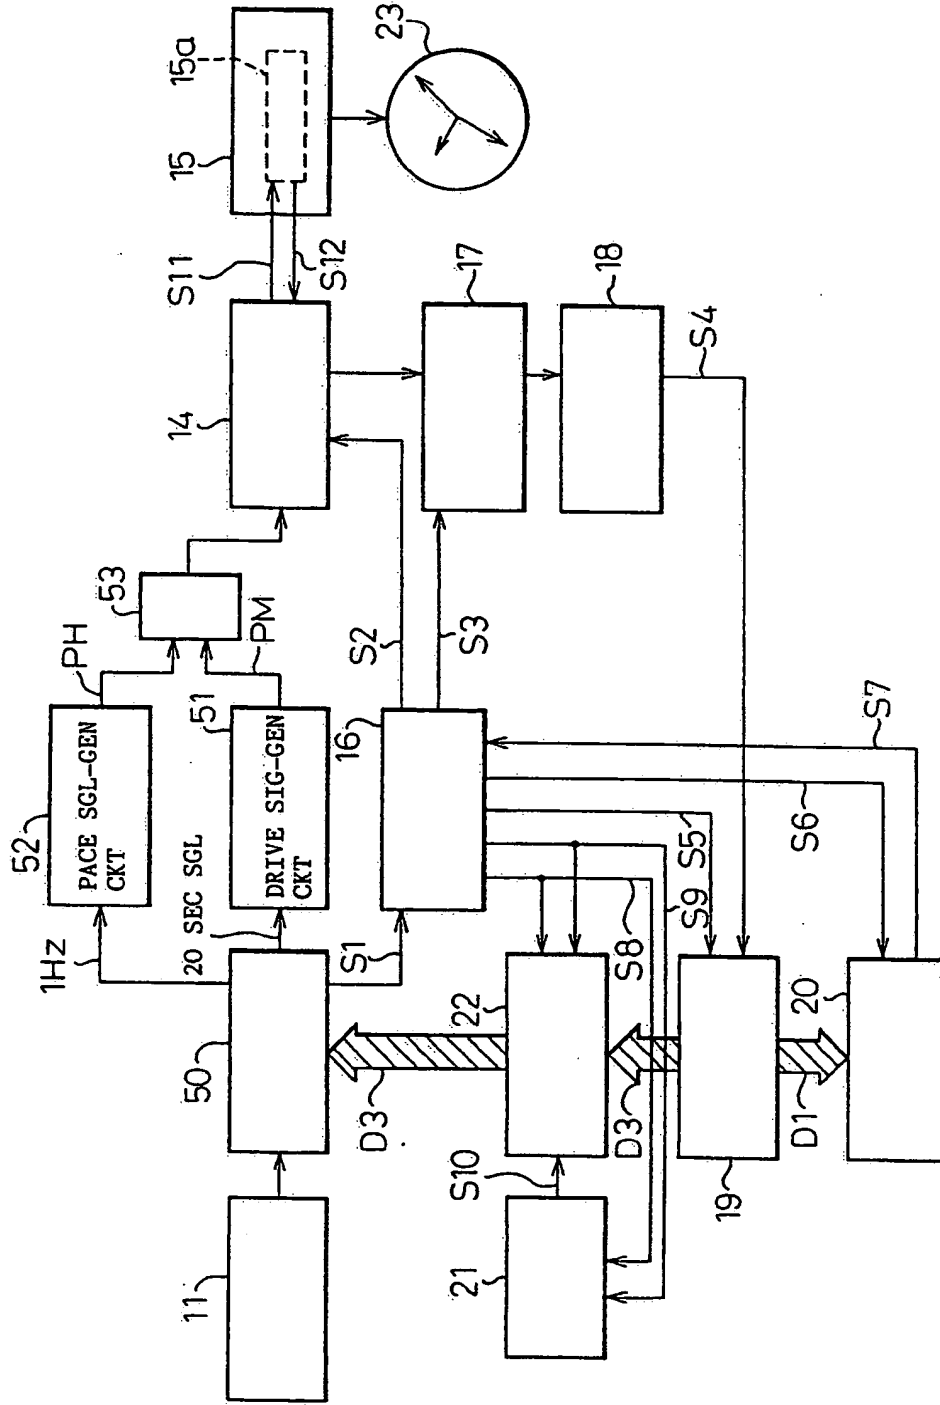 23
15a
15
S11
S12
17
18
S4
14
53
PH
PM
S2
S3
52
PACE SGL-GEN
CKT
51
DRIVE SIG-GEN
CKT
16
S7
S6
S5
S9
S8
1Hz
20 SEC SGL
S1
50
22
20
D3
D3
D1
S10
19
11
21